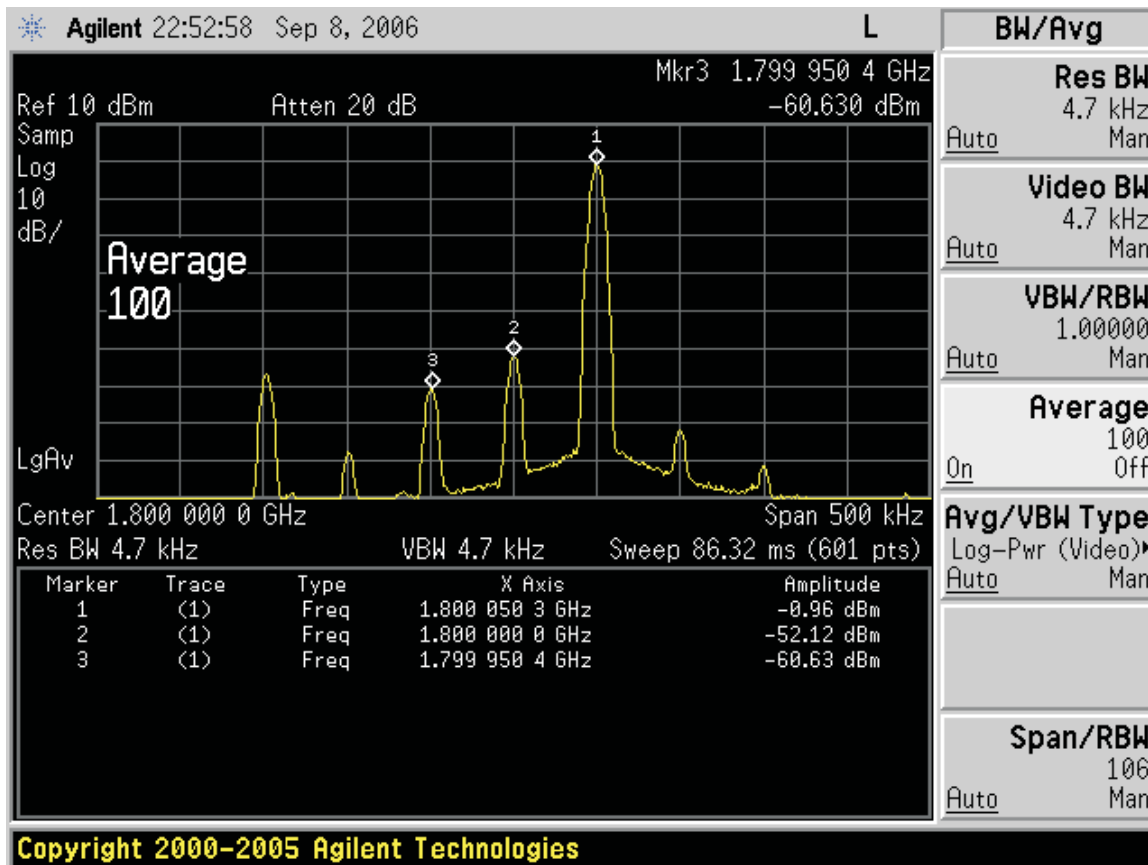 Agilent 22:52:58 Sep 8, 2006 L
Mkr3 1.799 950 4 GHz
Ref 10 dBm Atten 20 dB -60.630 dBm
Samp
Log
10
dB/
Average
100
1
2
3
LgAv
Center 1.800 000 0 GHz Span 500 kHz
Res BW 4.7 kHz VBW 4.7 kHz Sweep 86.32 ms (601 pts)
Marker Trace Type X Axis Amplitude
1 (1) Freq 1.800 050 3 GHz -0.96 dBm
2 (1) Freq 1.800 000 0 GHz -52.12 dBm
3 (1) Freq 1.799 950 4 GHz -60.63 dBm
BW/Avg
Res BW
4.7 kHz
Auto Man
Video BW
4.7 kHz
Auto Man
VBW/RBW
1.00000
Auto Man
Average
100
On Off
Avg/VBW Type
Log-Pwr (Video)▸
Auto Man
Span/RBW
106
Auto Man
Copyright 2000-2005 Agilent Technologies